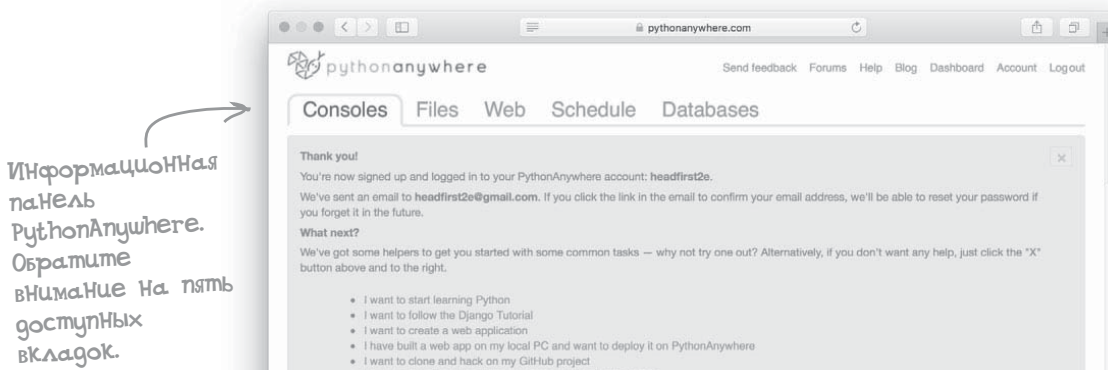 Информационная
панель
PythonAnywhere.
Обратите
внимание на пять
доступных
вкладок.
pythonanywhere.com
pythonanywhere
Send feedback Forums Help Blog Dashboard Account Log out
Consoles Files Web Schedule Databases
Thank you!
You're now signed up and logged in to your PythonAnywhere account: headfirst2e.
We've sent an email to headfirst2e@gmail.com. If you click the link in the email to confirm your email address, we'll be able to reset your password if
you forget it in the future.
What next?
We've got some helpers to get you started with some common tasks — why not try one out? Alternatively, if you don't want any help, just click the "X"
button above and to the right.
• I want to start learning Python
• I want to follow the Django Tutorial
• I want to create a web application
• I have built a web app on my local PC and want to deploy it on PythonAnywhere
• I want to clone and hack on my GitHub project